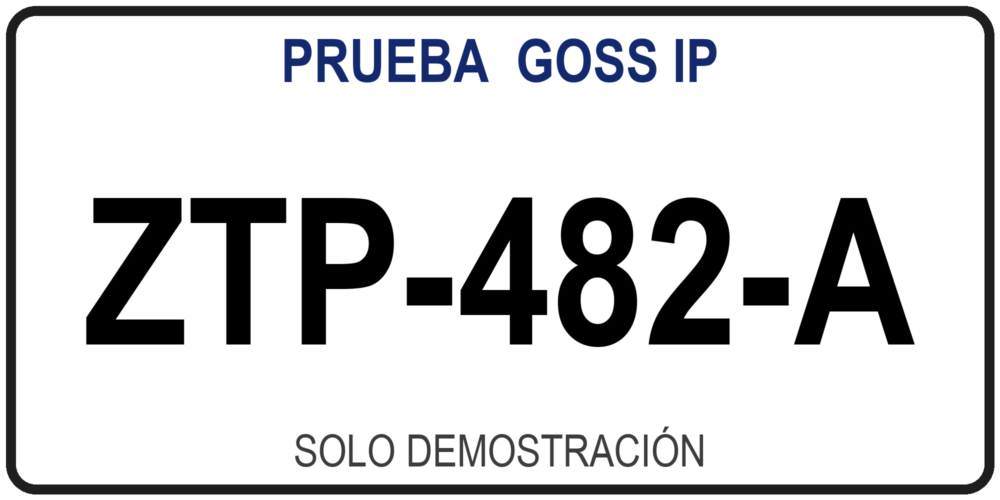 PRUEBA  GOSS IP
ZTP-482-A
SOLO DEMOSTRACIÓN